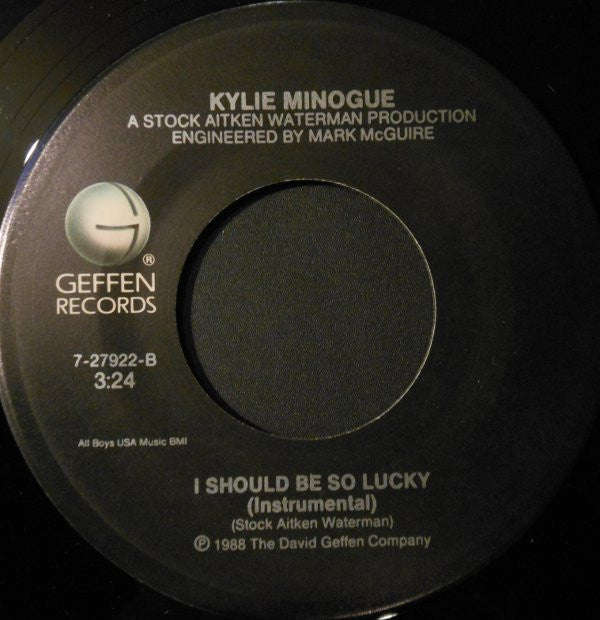 KYLIE MINOGUE
A STOCK AITKEN WATERMAN PRODUCTION
ENGINEERED BY MARK McGUIRE
G
®
GEFFEN
RECORDS
7-27922-B
3:24
All Boys USA Music BMI
I SHOULD BE SO LUCKY
(Instrumental)
(Stock Aitken Waterman)
℗ 1988 The David Geffen Company